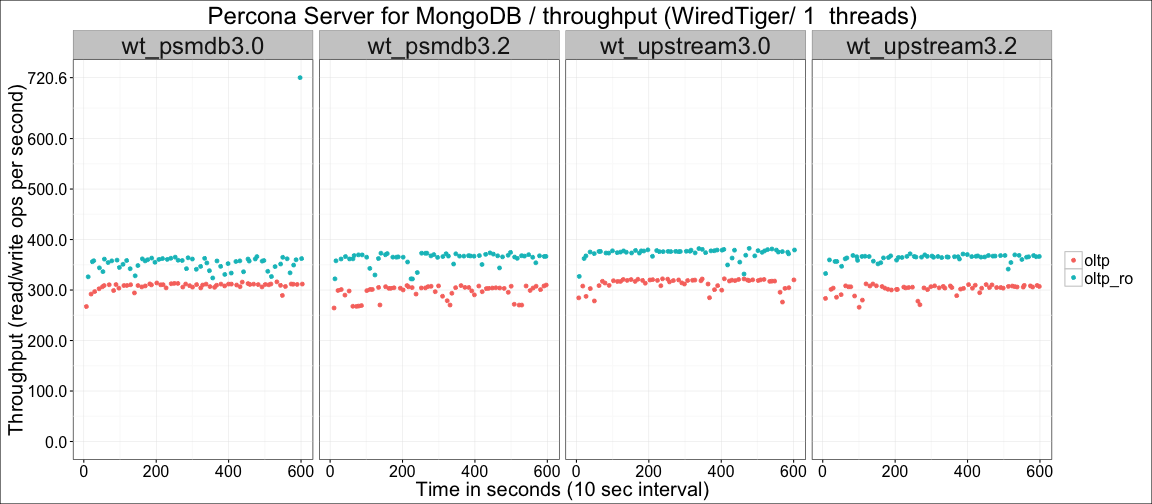 Percona Server for MongoDB / throughput (WiredTiger/ 1  threads)
wt_psmdb3.0 wt_psmdb3.2 wt_upstream3.0 wt_upstream3.2
Throughput (read/write ops per second)
720.6
600.0
500.0
400.0
300.0
200.0
100.0
0.0
oltp
oltp_ro
0 200 400 600 0 200 400 600 0 200 400 600 0 200 400 600
Time in seconds (10 sec interval)